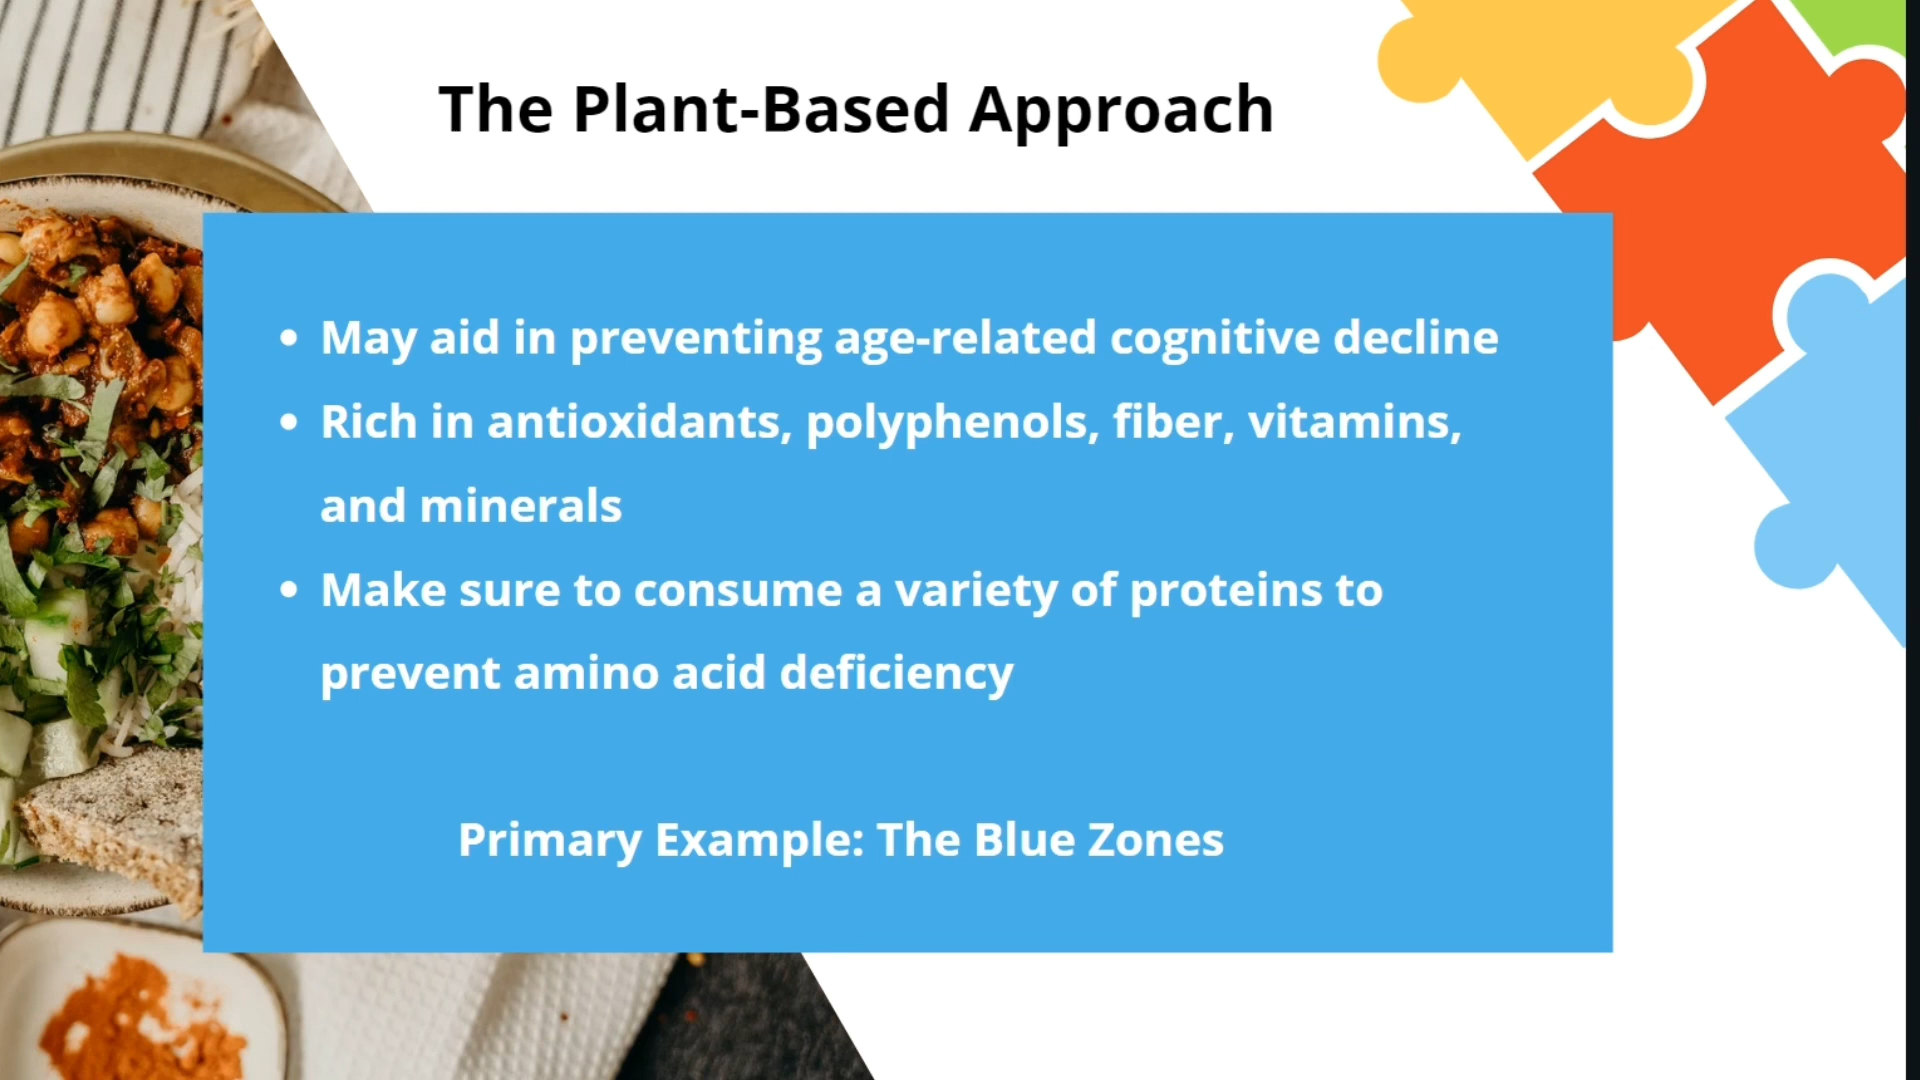 The Plant-Based Approach
• May aid in preventing age-related cognitive decline
• Rich in antioxidants, polyphenols, fiber, vitamins,
and minerals
• Make sure to consume a variety of proteins to
prevent amino acid deficiency
Primary Example: The Blue Zones